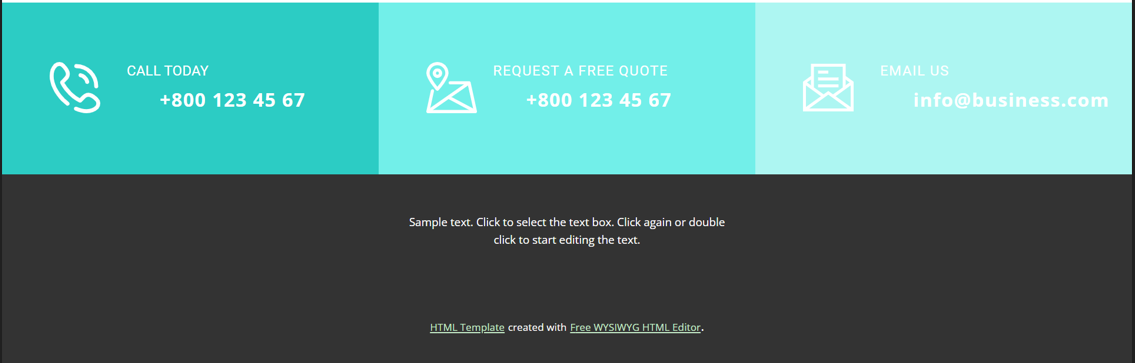 CALL TODAY
+800 123 45 67
REQUEST A FREE QUOTE
+800 123 45 67
EMAIL US
info@business.com
Sample text. Click to select the text box. Click again or double
click to start editing the text.
HTML Template created with Free WYSIWYG HTML Editor.